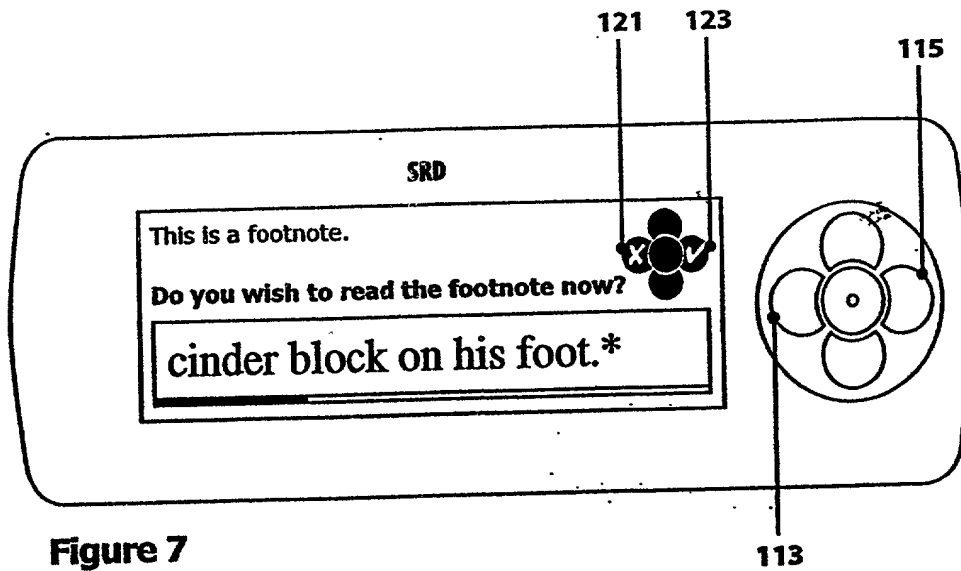 121 123
115
SRD
This is a footnote.
X ✓
Do you wish to read the footnote now?
cinder block on his foot.*
Figure 7
113